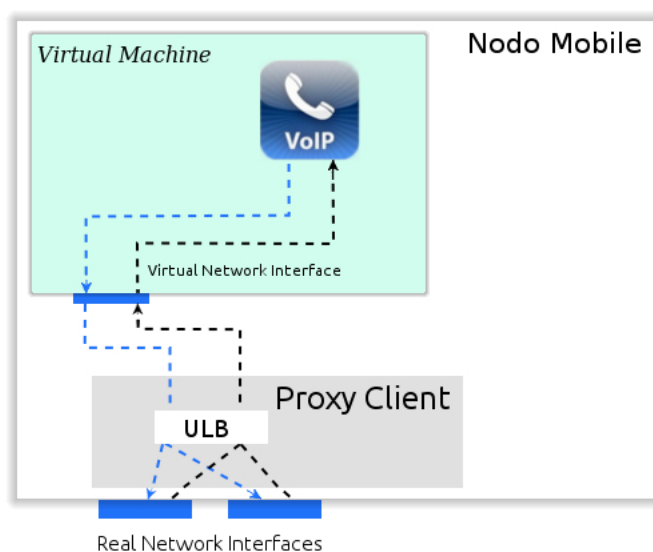 Virtual Machine
Nodo Mobile
VoIP
Virtual Network Interface
Proxy Client
ULB
Real Network Interfaces